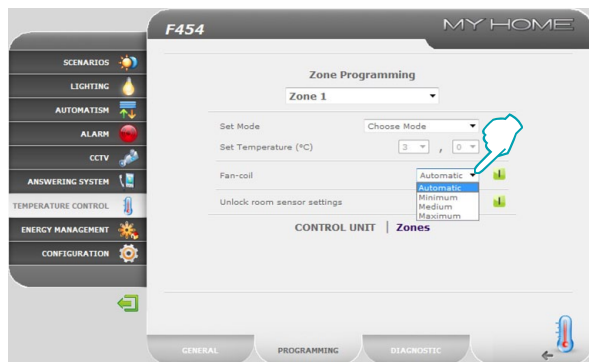 F454
MY HOME
SCENARIOS
LIGHTING
AUTOMATISM
ALARM
CCTV
ANSWERING SYSTEM
TEMPERATURE CONTROL
ENERGY MANAGEMENT
CONFIGURATION
Zone Programming
Zone 1
Set Mode Choose Mode
Set Temperature (°C) 3 , 0
Fan-coil Automatic
Automatic
Minimum
Medium
Maximum
Unlock room sensor settings
CONTROL UNIT | Zones
GENERAL PROGRAMMING DIAGNOSTIC